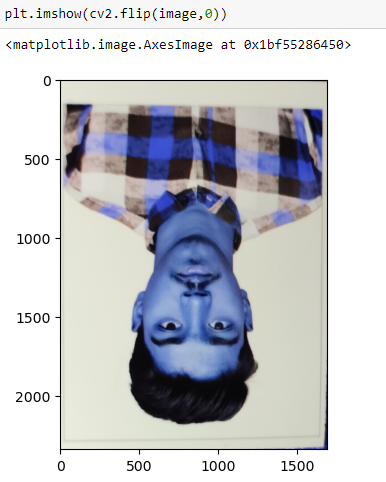 plt.imshow(cv2.flip(image,0))
<matplotlib.image.AxesImage at 0x1bf55286450>
0
500
1000
1500
2000
0 500 1000 1500